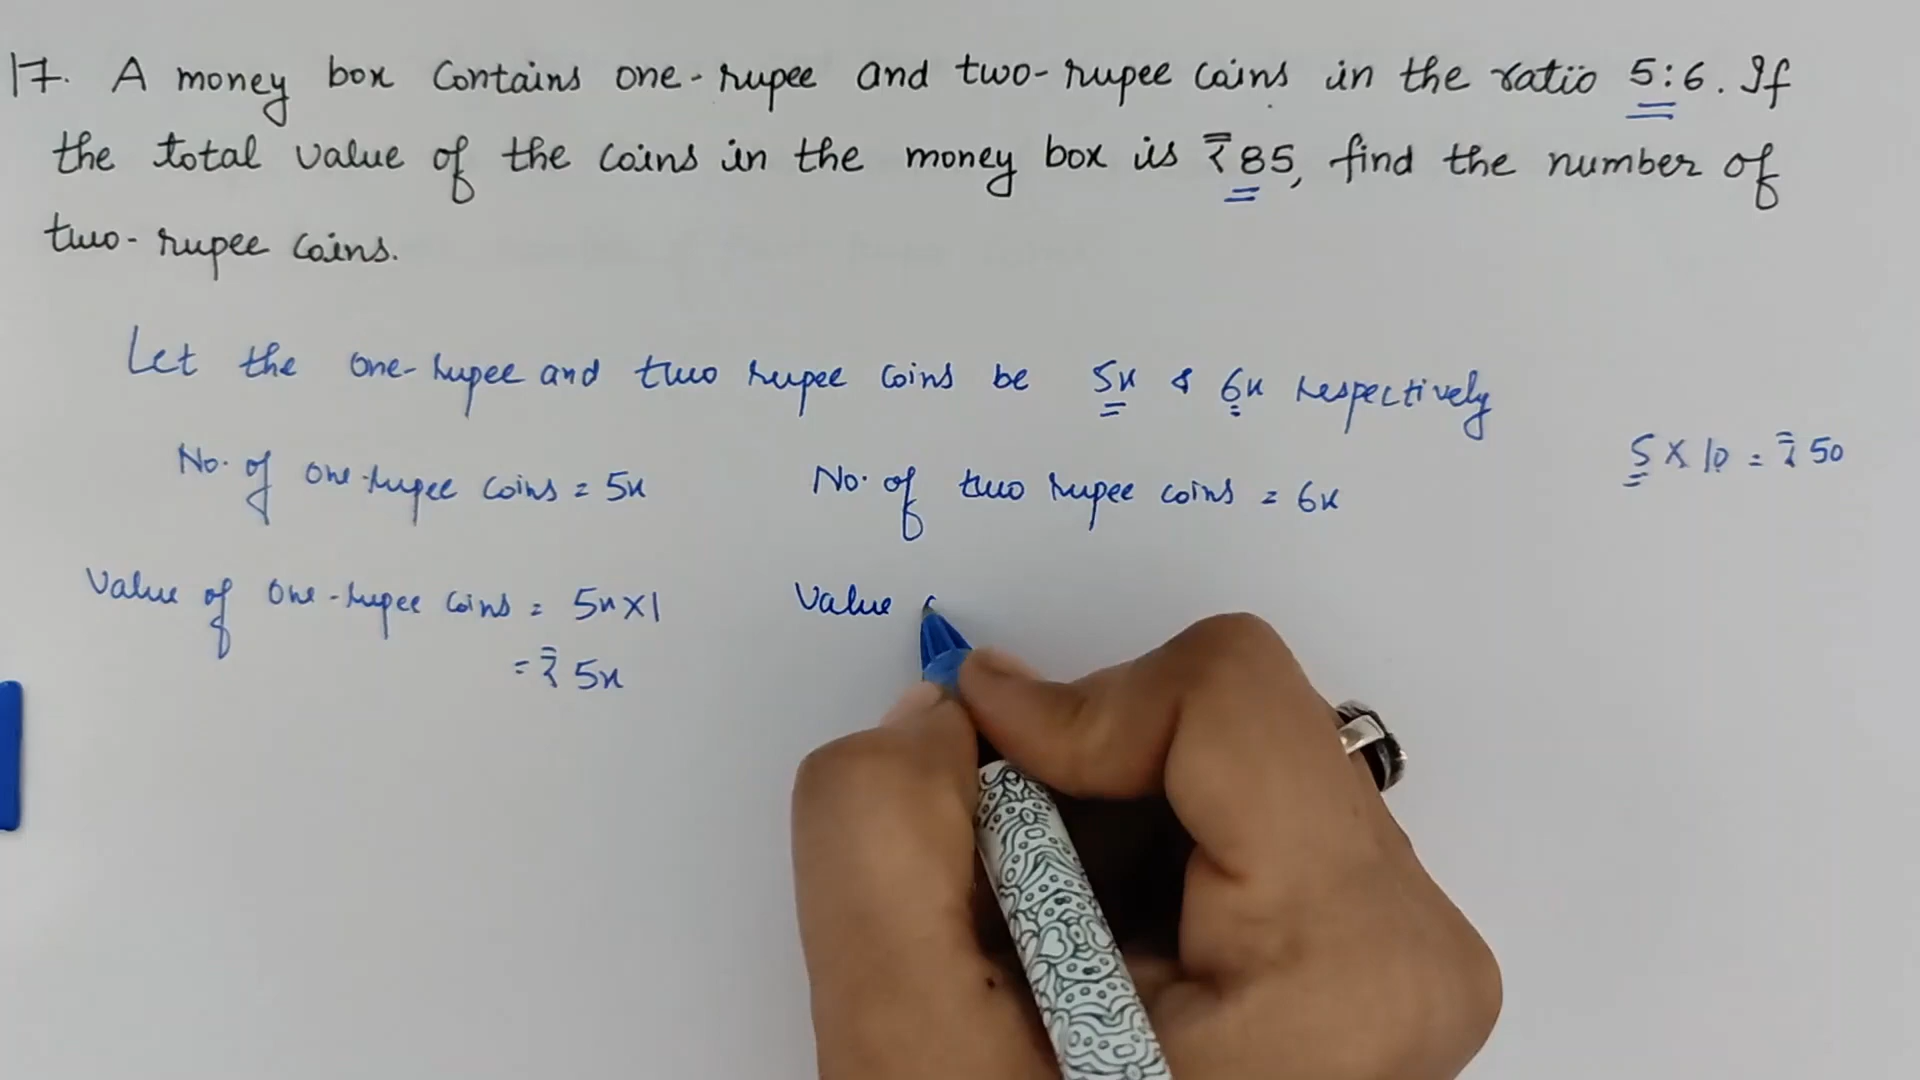 17. A money box contains one-rupee and two-rupee coins in the ratio 5:6. If
the total value of the coins in the money box is ₹85, find the number of
two-rupee coins.
Let the one-rupee and two rupee coins be 5x & 6x respectively
No. of one-rupee coins = 5x
No. of two rupee coins = 6x
5 × 10 = ₹50
Value of one-rupee coins = 5x×1
= ₹ 5x
Value